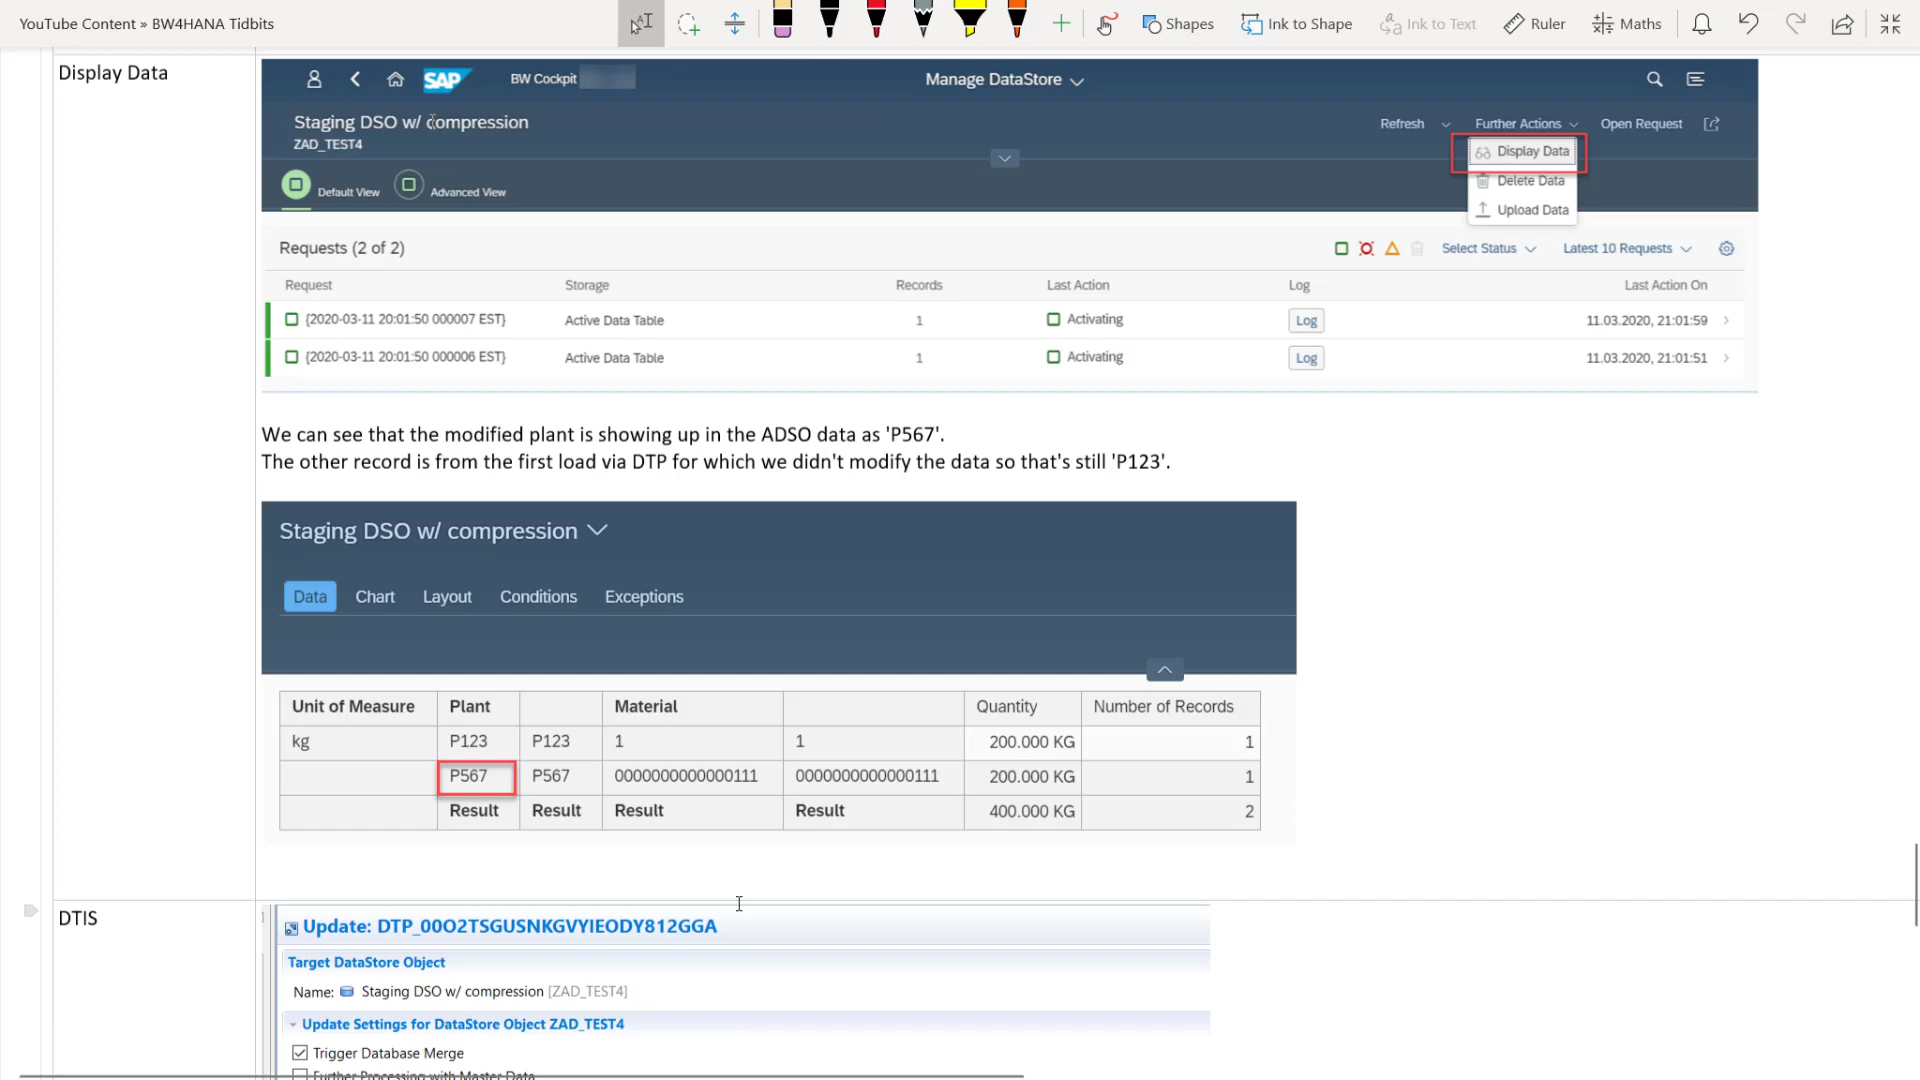 YouTube Content » BW4HANA Tidbits
Shapes
Ink to Shape
Ink to Text
Ruler
Maths
Display Data
SAP
BW Cockpit
Manage DataStore
Staging DSO w/ compression
ZAD_TEST4
Refresh
Further Actions
Open Request
Display Data
Delete Data
Upload Data
Default View
Advanced View
Requests (2 of 2)
Select Status
Latest 10 Requests
Request Storage Records Last Action Log Last Action On
{2020-03-11 20:01:50 000007 EST} Active Data Table 1 Activating Log 11.03.2020, 21:01:59
{2020-03-11 20:01:50 000006 EST} Active Data Table 1 Activating Log 11.03.2020, 21:01:51
We can see that the modified plant is showing up in the ADSO data as 'P567'.
The other record is from the first load via DTP for which we didn't modify the data so that's still 'P123'.
Staging DSO w/ compression
Data Chart Layout Conditions Exceptions
Unit of Measure Plant Material Quantity Number of Records
kg P123 P123 1 1 200.000 KG 1
P567 P567 0000000000000111 0000000000000111 200.000 KG 1
Result Result Result Result 400.000 KG 2
DTIS
Update: DTP_00O2TSGUSNKGVYIEODY812GGA
Target DataStore Object
Name: Staging DSO w/ compression [ZAD_TEST4]
Update Settings for DataStore Object ZAD_TEST4
Trigger Database Merge
Further Processing with Master Data